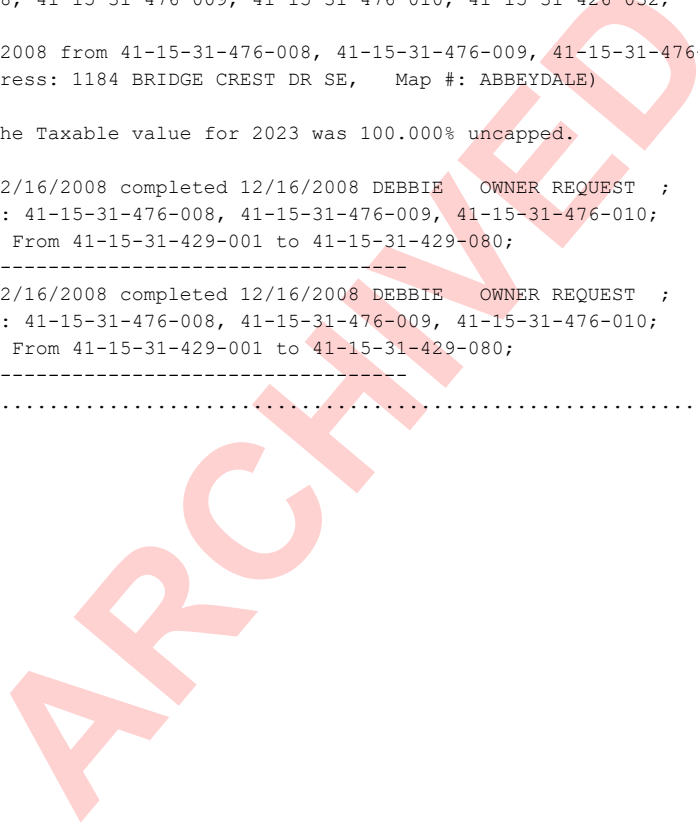 8, 41-15-31-476-009, 41-15-31-476-010, 41-15-31-426-032,
2008 from 41-15-31-476-008, 41-15-31-476-009, 41-15-31-476-
ress: 1184 BRIDGE CREST DR SE,   Map #: ABBEYDALE)
he Taxable value for 2023 was 100.000% uncapped.
2/16/2008 completed 12/16/2008 DEBBIE   OWNER REQUEST  ;
: 41-15-31-476-008, 41-15-31-476-009, 41-15-31-476-010;
From 41-15-31-429-001 to 41-15-31-429-080;
----------------------------------
2/16/2008 completed 12/16/2008 DEBBIE   OWNER REQUEST  ;
: 41-15-31-476-008, 41-15-31-476-009, 41-15-31-476-010;
From 41-15-31-429-001 to 41-15-31-429-080;
----------------------------------
..........................................................
ARCHIVED